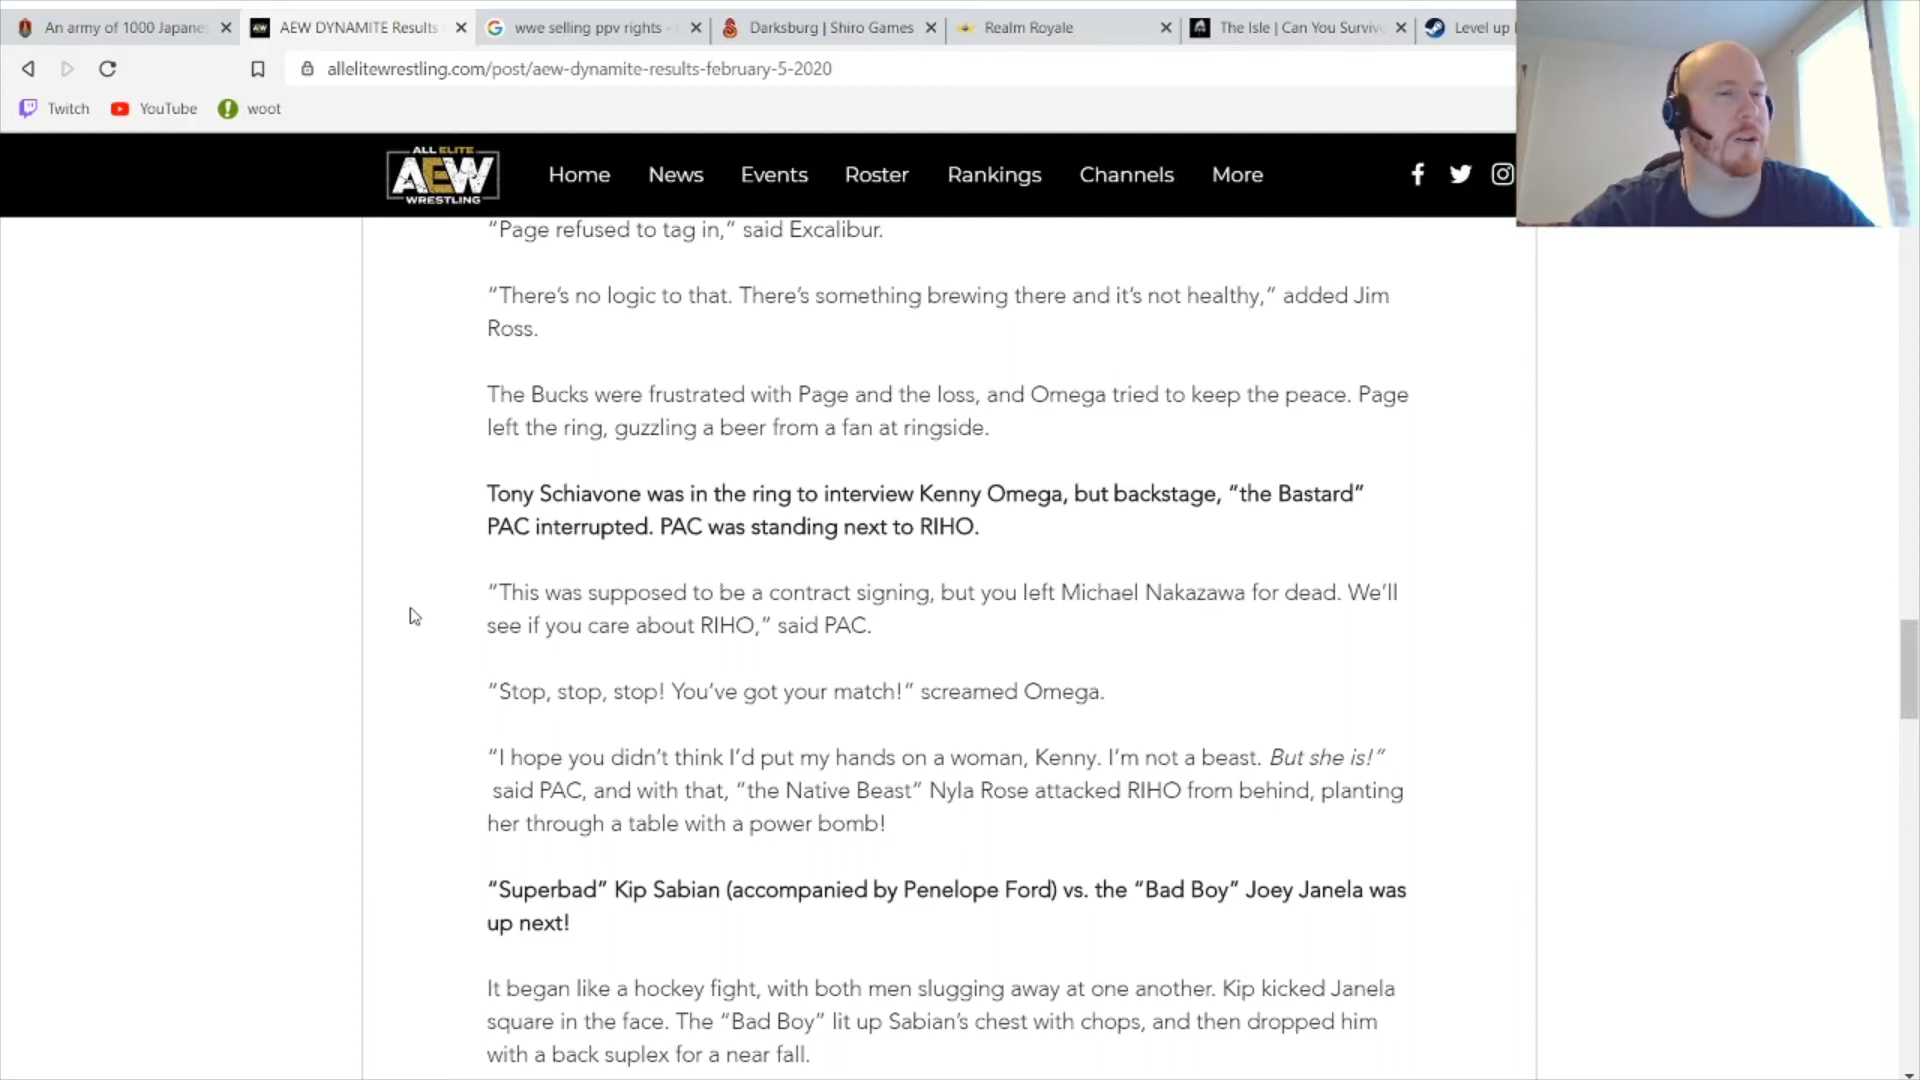 An army of 1000 Japane
AEW DYNAMITE Results
wwe selling ppv rights -
Darksburg | Shiro Games
Realm Royale
The Isle | Can You Surviv
Level up
allelitewrestling.com/post/aew-dynamite-results-february-5-2020
Twitch
YouTube
woot
ALL ELITE
AEW
WRESTLING
Home
News
Events
Roster
Rankings
Channels
More
“Page refused to tag in,” said Excalibur.
“There’s no logic to that. There’s something brewing there and it’s not healthy,” added Jim
Ross.
The Bucks were frustrated with Page and the loss, and Omega tried to keep the peace. Page
left the ring, guzzling a beer from a fan at ringside.
Tony Schiavone was in the ring to interview Kenny Omega, but backstage, “the Bastard”
PAC interrupted. PAC was standing next to RIHO.
“This was supposed to be a contract signing, but you left Michael Nakazawa for dead. We’ll
see if you care about RIHO,” said PAC.
“Stop, stop, stop! You’ve got your match!” screamed Omega.
“I hope you didn’t think I’d put my hands on a woman, Kenny. I’m not a beast. But she is!”
said PAC, and with that, “the Native Beast” Nyla Rose attacked RIHO from behind, planting
her through a table with a power bomb!
“Superbad” Kip Sabian (accompanied by Penelope Ford) vs. the “Bad Boy” Joey Janela was
up next!
It began like a hockey fight, with both men slugging away at one another. Kip kicked Janela
square in the face. The “Bad Boy” lit up Sabian’s chest with chops, and then dropped him
with a back suplex for a near fall.